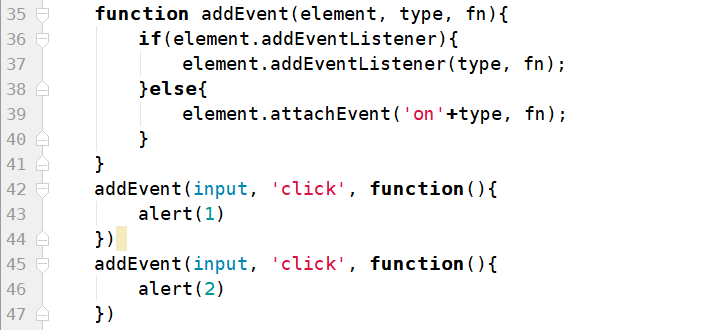 35 function addEvent(element, type, fn){
36 if(element.addEventListener){
37 element.addEventListener(type, fn);
38 }else{
39 element.attachEvent('on'+type, fn);
40 }
41 }
42 addEvent(input, 'click', function(){
43 alert(1)
44 })
45 addEvent(input, 'click', function(){
46 alert(2)
47 })